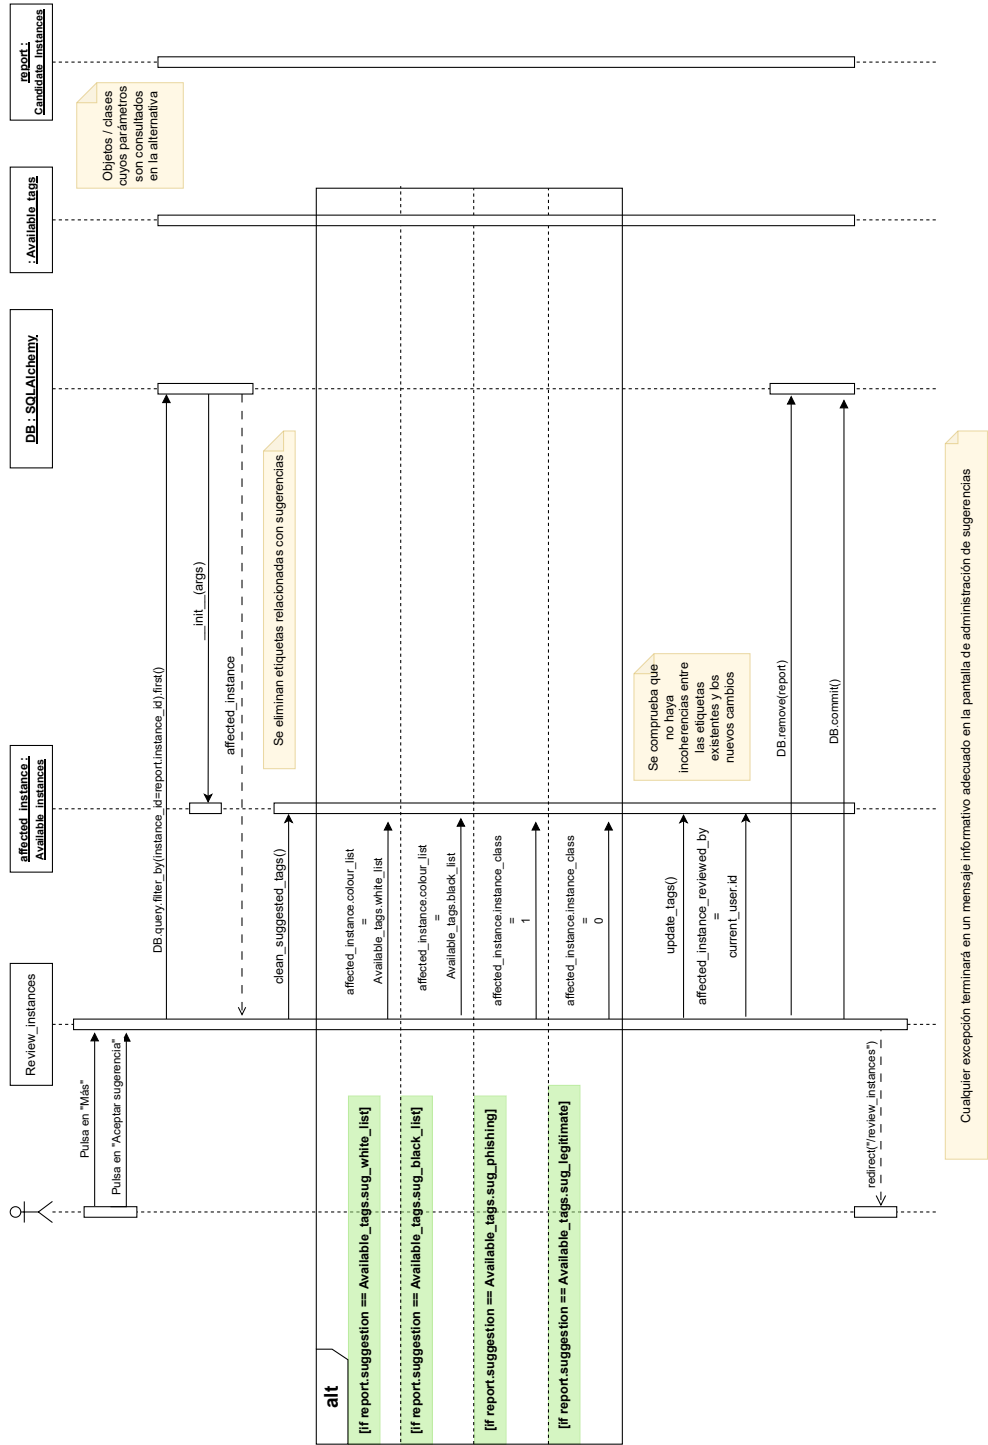 Review_instances
affected_instance :
Available_instances
DB : SQLAlchemy
: Available_tags
report :
Candidate_Instances
Pulsa en "Más"
Pulsa en "Aceptar sugerencia"
Objetos / clases
cuyos parámetros
son consultados
en la alternativa
DB.query.filter_by(instance_id=report.instance_id).first()
__init__(args)
affected_instance
Se eliminan etiquetas relacionadas con sugerencias
clean_suggested_tags()
alt
[if report.suggestion == Available_tags.sug_white_list]
affected_instance.colour_list
=
Available_tags.white_list
[if report.suggestion == Available_tags.sug_black_list]
affected_instance.colour_list
=
Available_tags.black_list
[if report.suggestion == Available_tags.sug_phishing]
affected_instance.instance_class
=
1
[if report.suggestion == Available_tags.sug_legitimate]
affected_instance.instance_class
=
0
Se comprueba que
no haya
incoherencias entre
las etiquetas
existentes y los
nuevos cambios
update_tags()
affected_instance_reviewed_by
=
current_user.id
DB.remove(report)
DB.commit()
redirect("/review_instances")
Cualquier excepción terminará en un mensaje informativo adecuado en la pantalla de administración de sugerencias